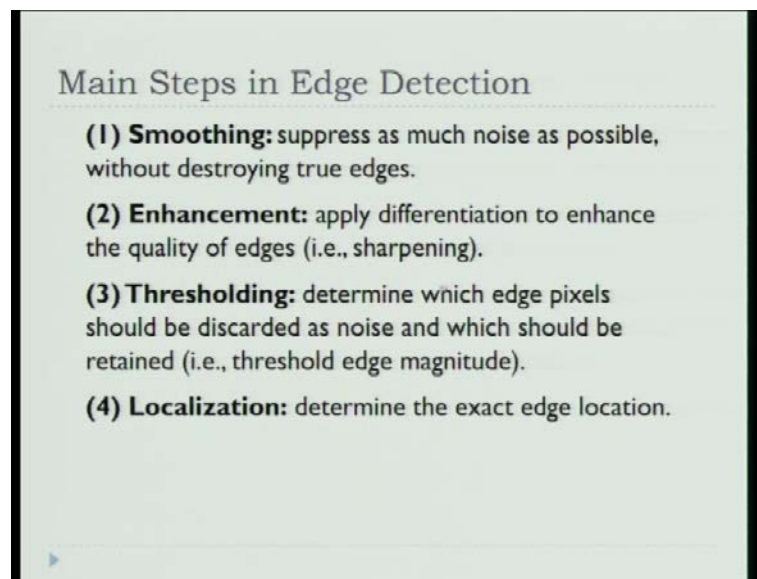 Main Steps in Edge Detection
(1) Smoothing: suppress as much noise as possible,
without destroying true edges.
(2) Enhancement: apply differentiation to enhance
the quality of edges (i.e., sharpening).
(3) Thresholding: determine which edge pixels
should be discarded as noise and which should be
retained (i.e., threshold edge magnitude).
(4) Localization: determine the exact edge location.